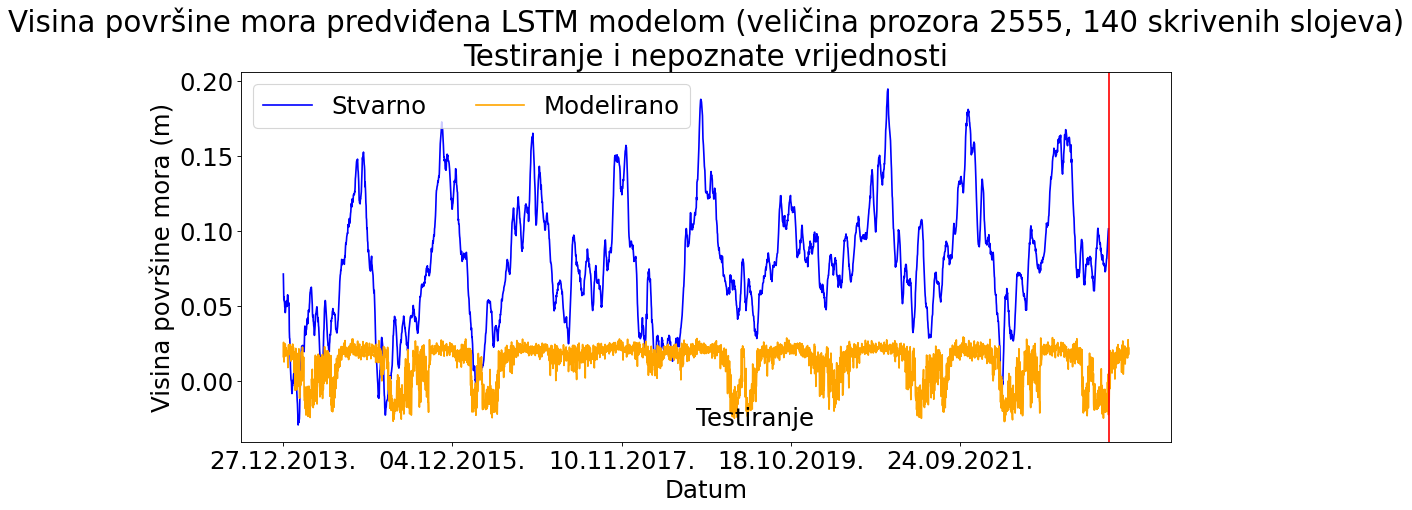 Visina površine mora predviđena LSTM modelom (veličina prozora 2555, 140 skrivenih slojeva)
Testiranje i nepoznate vrijednosti
Stvarno
Modelirano
Visina površine mora (m)
0.20
0.15
0.10
0.05
0.00
Testiranje
27.12.2013.
04.12.2015.
10.11.2017.
18.10.2019.
24.09.2021.
Datum